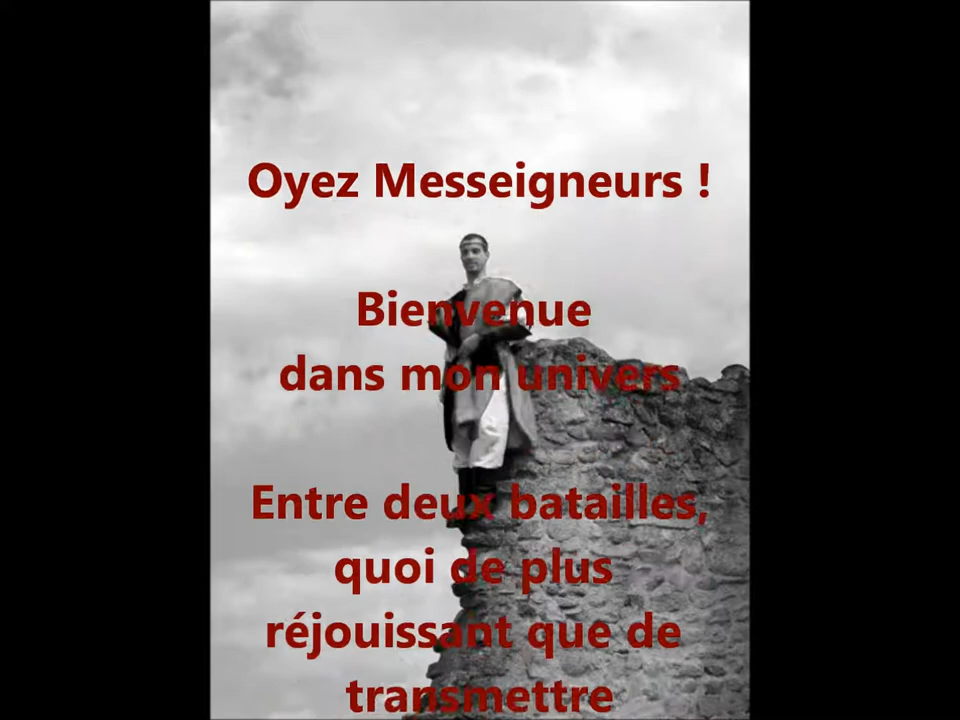 Oyez Messeigneurs !
Bienvenue
dans mon univers
Entre deux batailles,
quoi de plus
réjouissant que de
transmettre